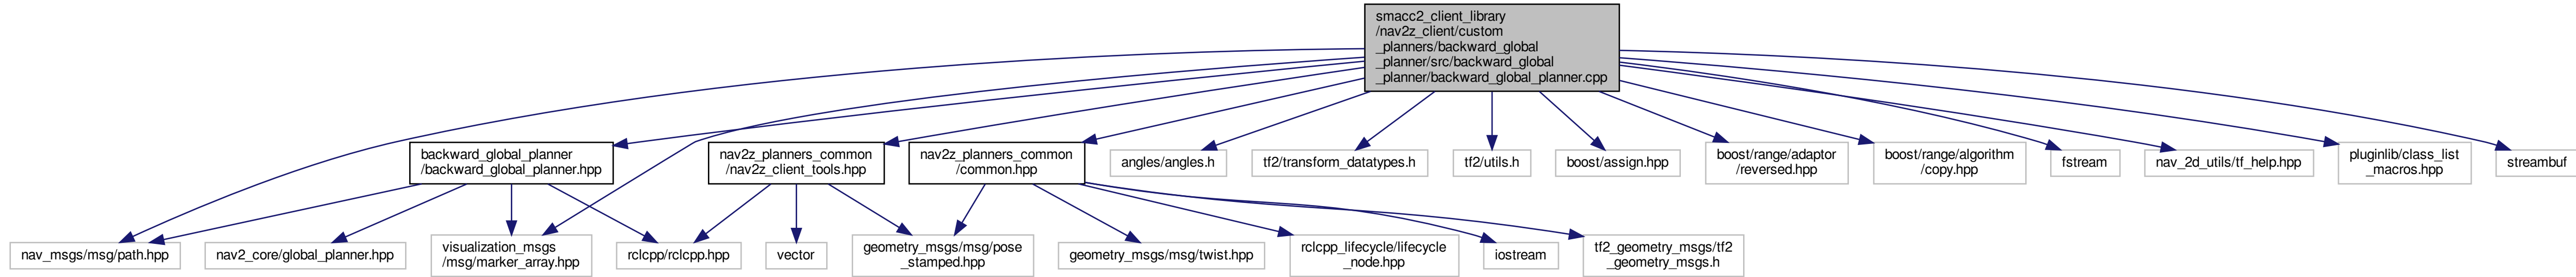 smacc2_client_library
/nav2z_client/custom
_planners/backward_global
_planner/src/backward_global
_planner/backward_global_planner.cpp
backward_global_planner
/backward_global_planner.hpp
nav2z_planners_common
/nav2z_client_tools.hpp
nav2z_planners_common
/common.hpp
angles/angles.h
tf2/transform_datatypes.h
tf2/utils.h
boost/assign.hpp
boost/range/adaptor
/reversed.hpp
boost/range/algorithm
/copy.hpp
fstream
nav_2d_utils/tf_help.hpp
pluginlib/class_list
_macros.hpp
streambuf
nav_msgs/msg/path.hpp
nav2_core/global_planner.hpp
visualization_msgs
/msg/marker_array.hpp
rclcpp/rclcpp.hpp
vector
geometry_msgs/msg/pose
_stamped.hpp
geometry_msgs/msg/twist.hpp
rclcpp_lifecycle/lifecycle
_node.hpp
iostream
tf2_geometry_msgs/tf2
_geometry_msgs.h